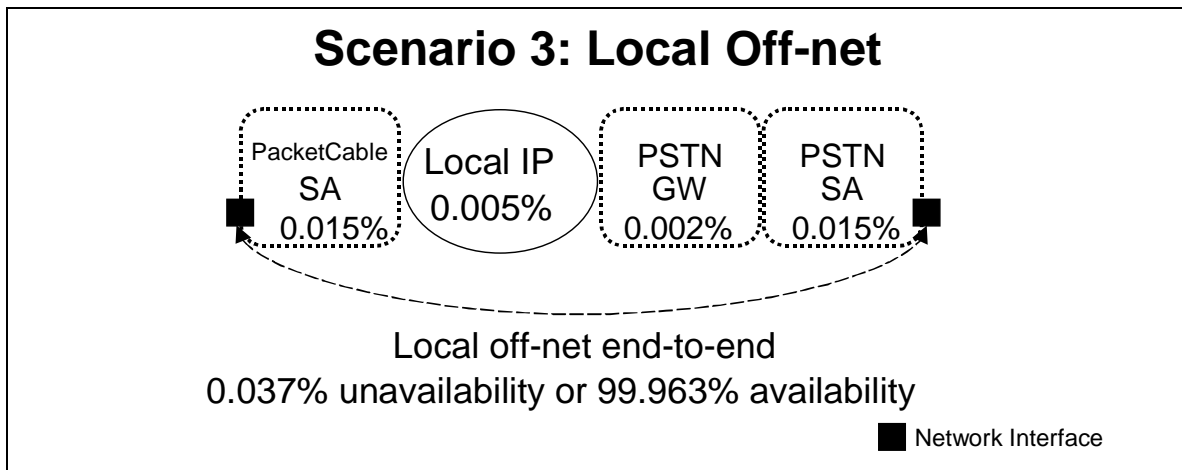 Scenario 3: Local Off-net
PacketCable
SA
0.015%
Local IP
0.005%
PSTN
GW
0.002%
PSTN
SA
0.015%
Local off-net end-to-end
0.037% unavailability or 99.963% availability
Network Interface